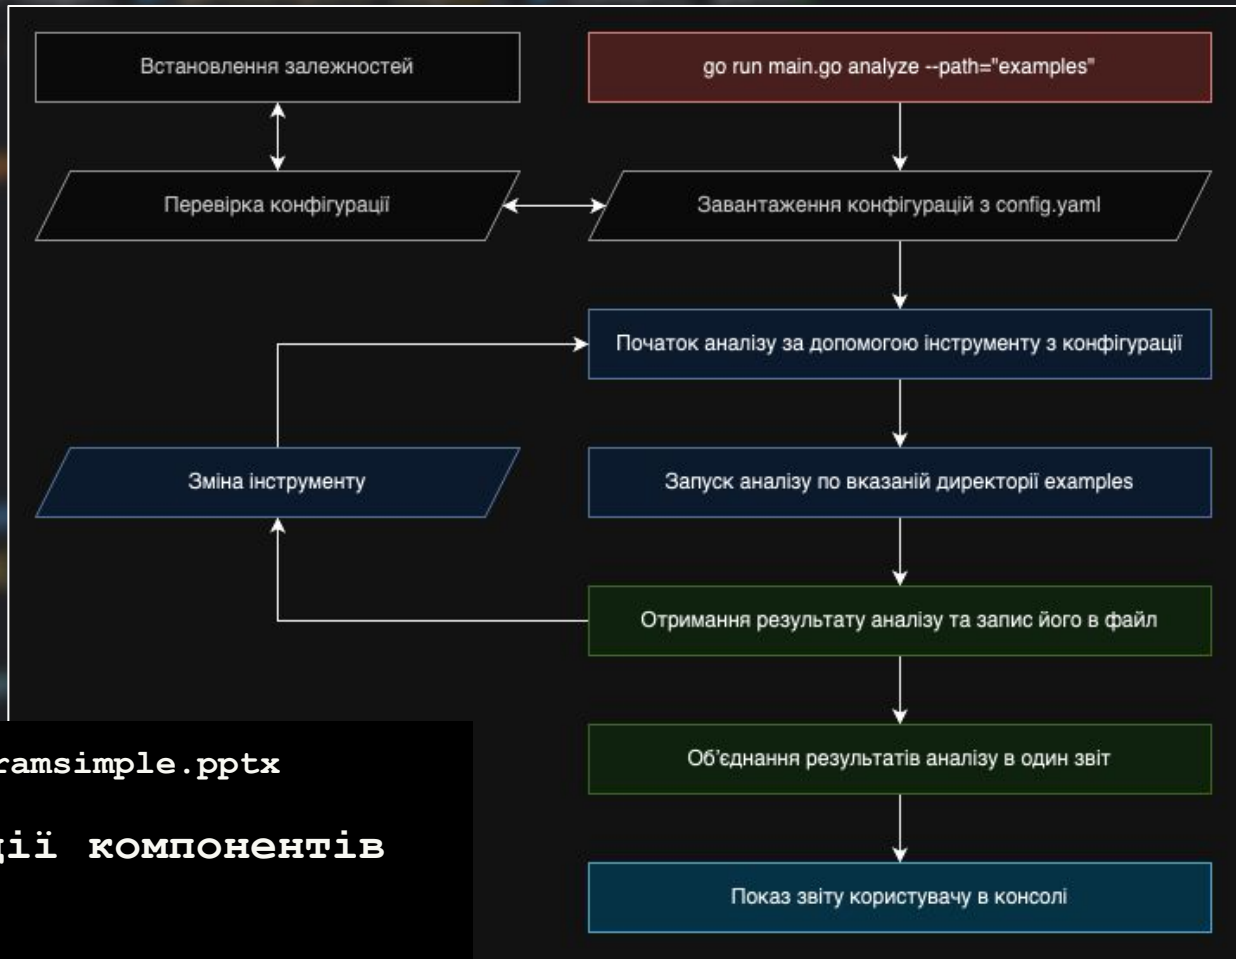 Встановлення залежностей
go run main.go analyze --path="examples"
Перевірка конфігурації
Завантаження конфігурацій з config.yaml
Початок аналізу за допомогою інструменту з конфігурації
Зміна інструменту
Запуск аналізу по вказаній директорії examples
Отримання результату аналізу та запис його в файл
Об'єднання результатів аналізу в один звіт
Показ звіту користувачу в консолі
ramsimple.pptx
ції компонентів